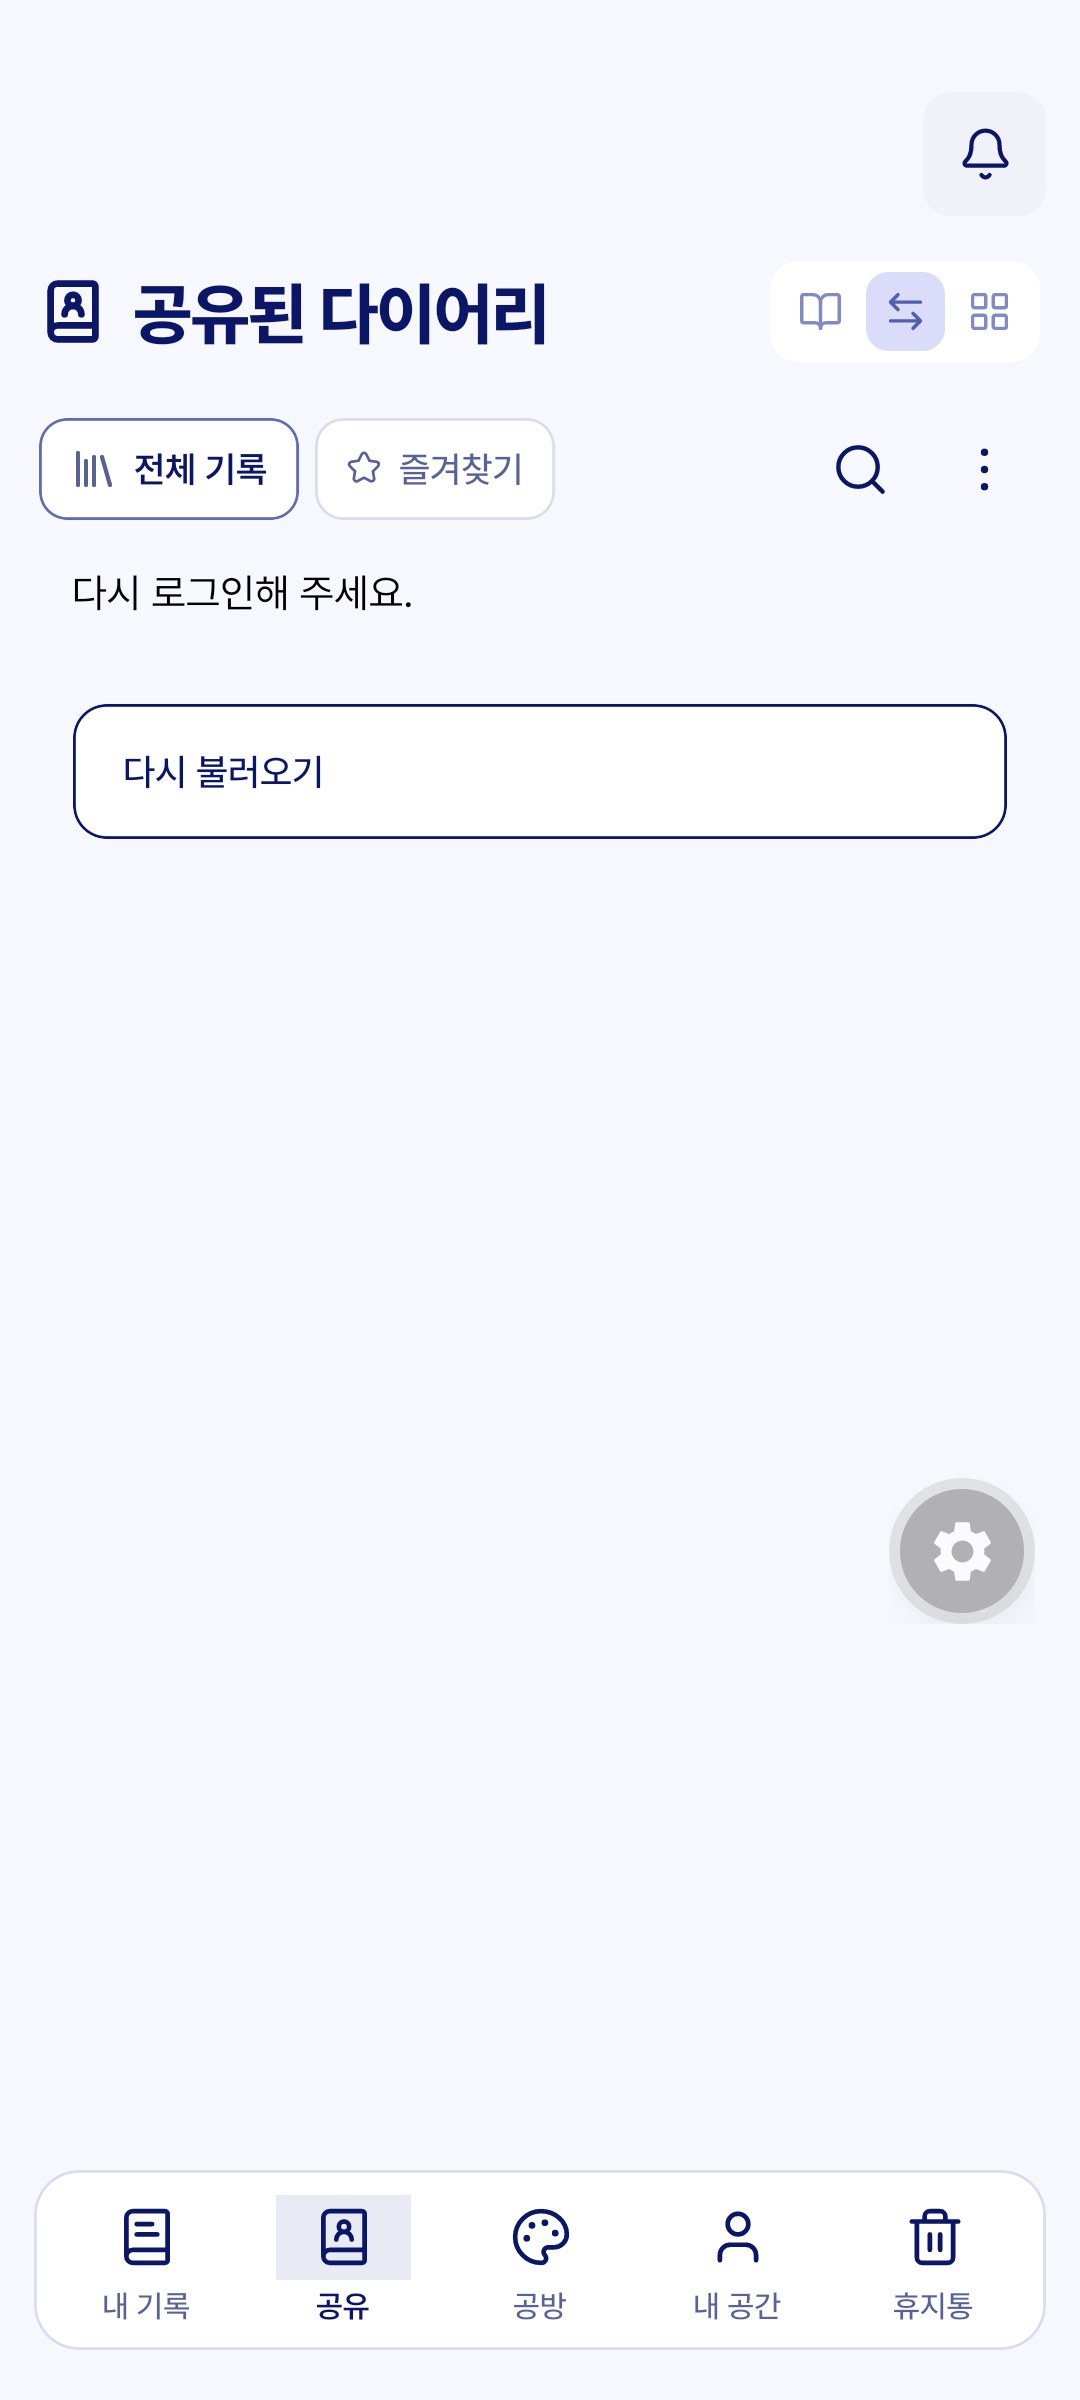 공유된 다이어리
전체 기록
즐겨찾기
다시 로그인해 주세요.
다시 불러오기
내 기록
공유
공방
내 공간
휴지통